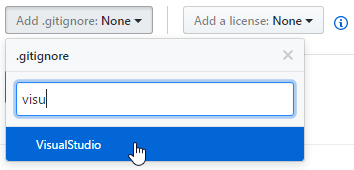 Add .gitignore: None Add a license: None
.gitignore
visu
VisualStudio